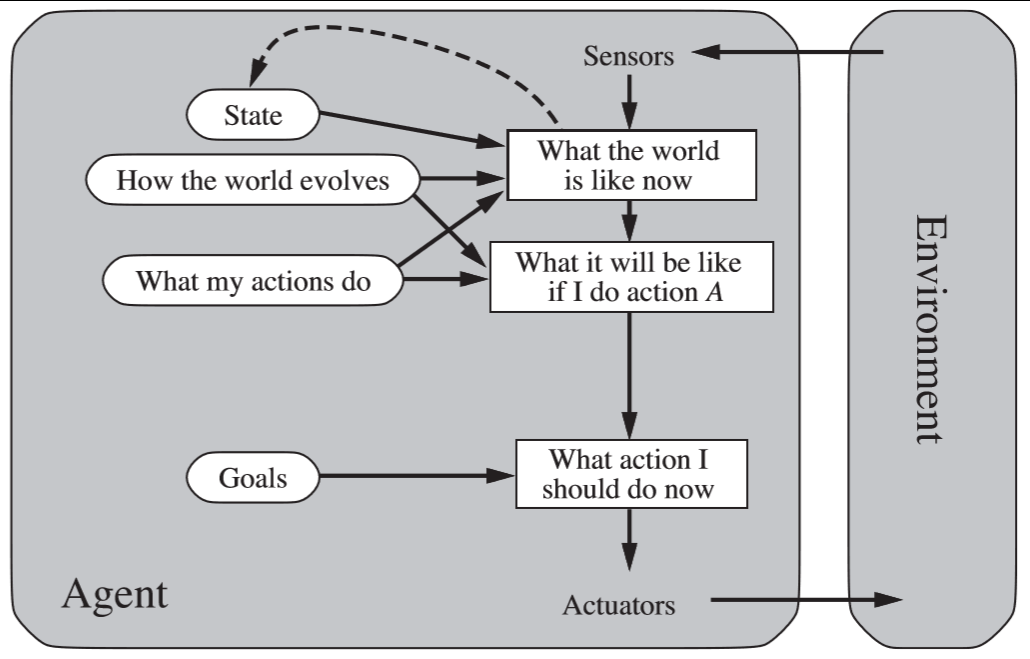 Sensors
State
What the world
is like now
How the world evolves
What it will be like
if I do action A
What my actions do
What action I
should do now
Goals
Agent
Actuators
Environment